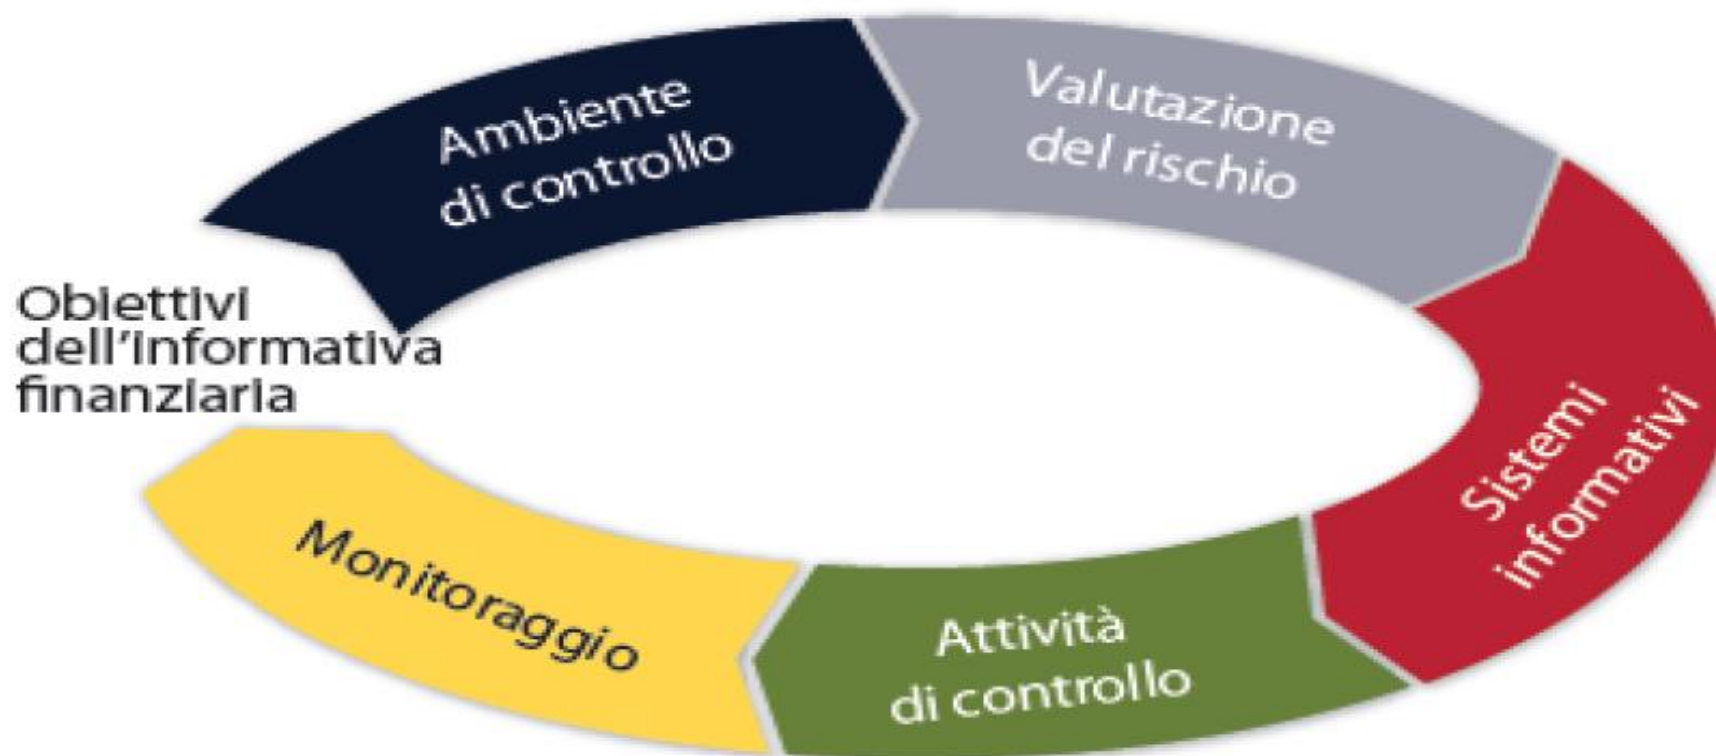 Ambiente
di controllo
Valutazione
del rischio
Sistemi
informativi
Attività
di controllo
Monitoraggio
Obiettivi
dell'informativa
finanziaria